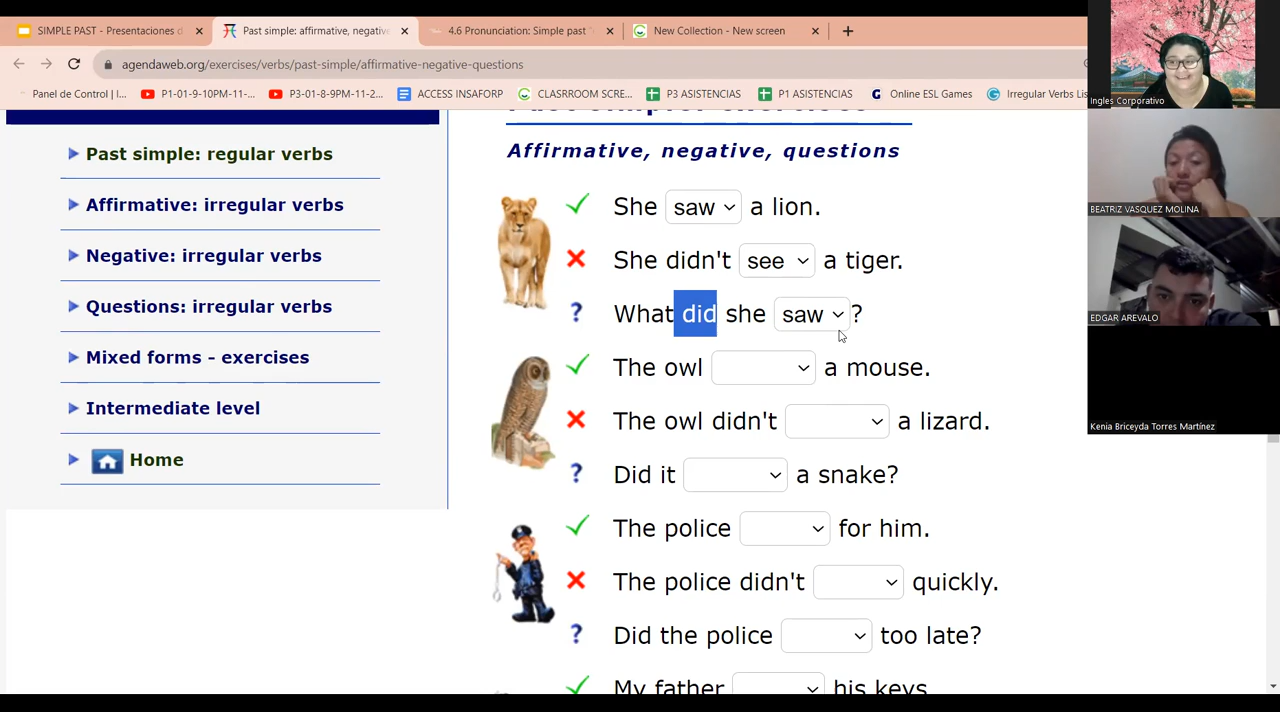 SIMPLE PAST - Presentaciones d
Past simple: affirmative, negativ
4.6 Pronunciation: Simple past
New Collection - New screen
agendaweb.org/exercises/verbs/past-simple/affirmative-negative-questions
Panel de Control | I...
P1-01-9-10PM-11-...
P3-01-8-9PM-11-2...
ACCESS INSAFORP
CLASRROOM SCRE...
P3 ASISTENCIAS
P1 ASISTENCIAS
Online ESL Games
Irregular Verbs Lis
Ingles Corporativo
BEATRIZ VASQUEZ MOLINA
EDGAR AREVALO
Kenia Briceyda Torres Martínez
Past simple: regular verbs
Affirmative: irregular verbs
Negative: irregular verbs
Questions: irregular verbs
Mixed forms - exercises
Intermediate level
Home
Affirmative, negative, questions
She saw a lion.
She didn't see a tiger.
? What did she saw ?
The owl a mouse.
The owl didn't a lizard.
? Did it a snake?
The police for him.
The police didn't quickly.
? Did the police too late?
My father his keys